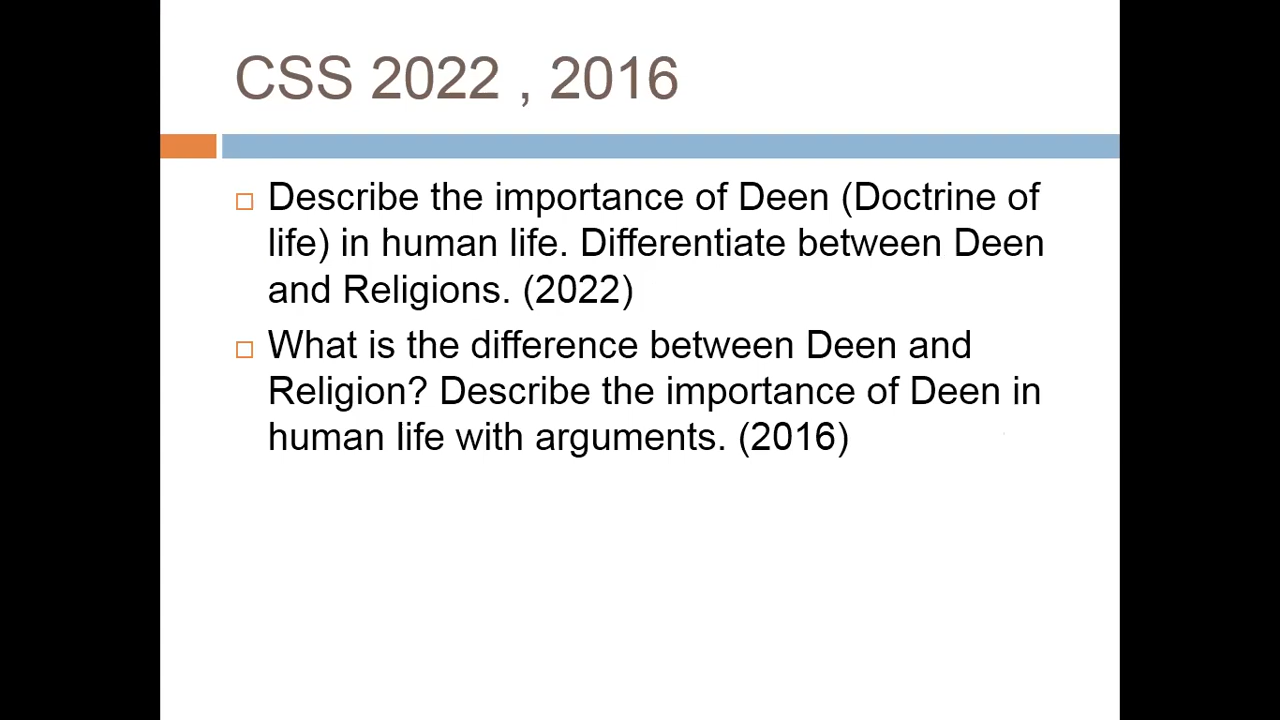 CSS 2022 , 2016
Describe the importance of Deen (Doctrine of
life) in human life. Differentiate between Deen
and Religions. (2022)
What is the difference between Deen and
Religion? Describe the importance of Deen in
human life with arguments. (2016)